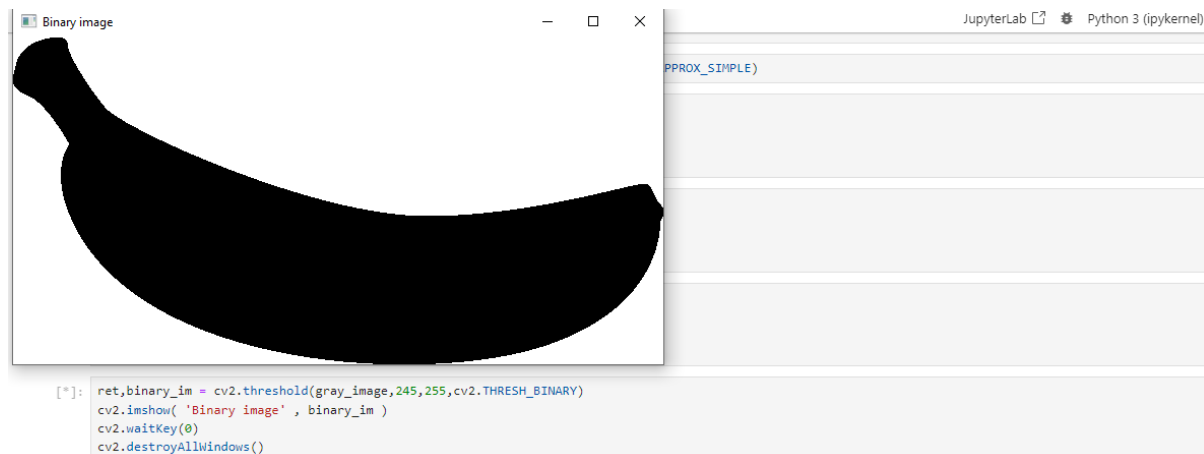 Binary image
JupyterLab Python 3 (ipykernel)
PPROX_SIMPLE)
[*]: ret,binary_im = cv2.threshold(gray_image,245,255,cv2.THRESH_BINARY)
cv2.imshow( 'Binary image' , binary_im )
cv2.waitKey(0)
cv2.destroyAllWindows()